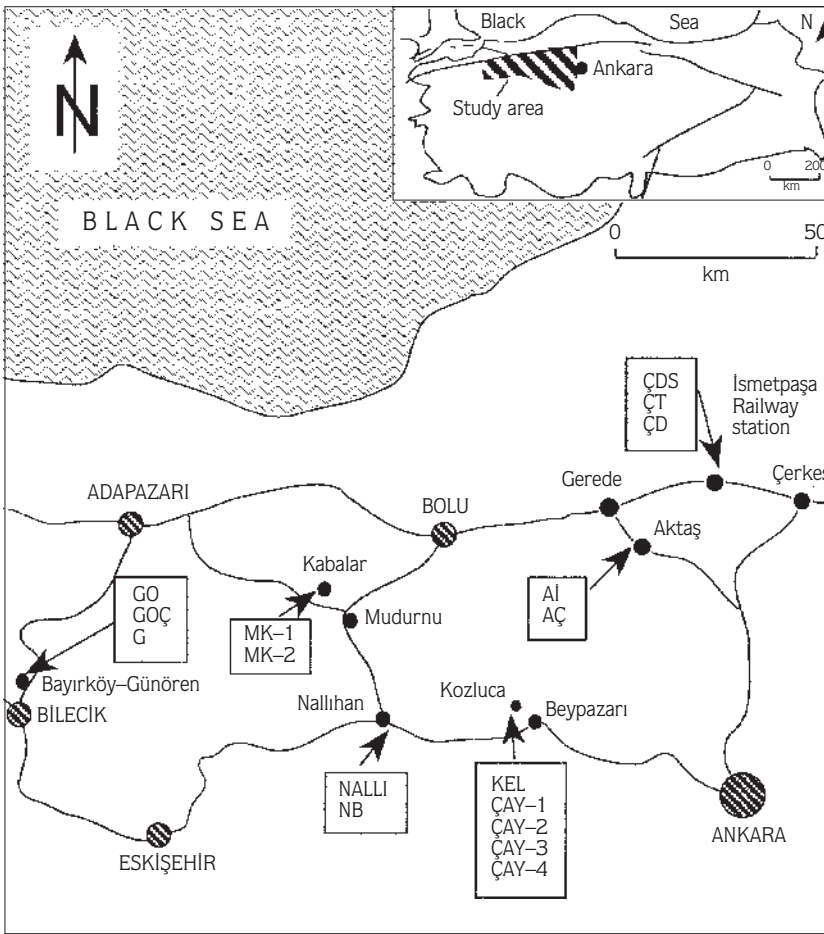 Black Sea N
Ankara
Study area
0 200
km
N
BLACK SEA
0 50
km
ÇDS
ÇT
ÇD
İsmetpaşa
Railway
station
Gerede
Çerkeş
ADAPAZARI
BOLU
Aktaş
Kabalar
GO
GOÇ
G
Aİ
AÇ
MK–1
MK–2
Mudurnu
Bayırköy–Günören
BİLECİK
Nallıhan
Kozluca
Beypazarı
NALLI
NB
KEL
ÇAY–1
ÇAY–2
ÇAY–3
ÇAY–4
ANKARA
ESKİŞEHİR